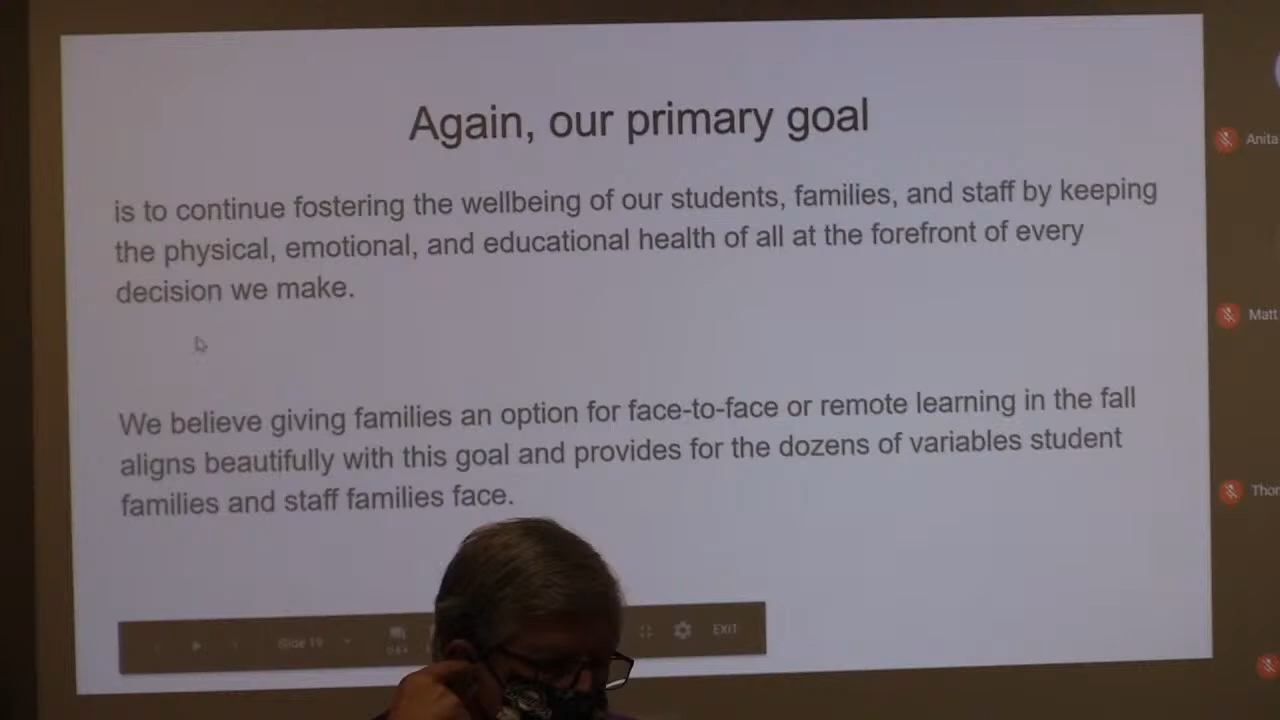 Again, our primary goal
is to continue fostering the wellbeing of our students, families, and staff by keeping
the physical, emotional, and educational health of all at the forefront of every
decision we make.
We believe giving families an option for face-to-face or remote learning in the fall
aligns beautifully with this goal and provides for the dozens of variables student
families and staff families face.
Slide 19
EXIT
Anita
Matt